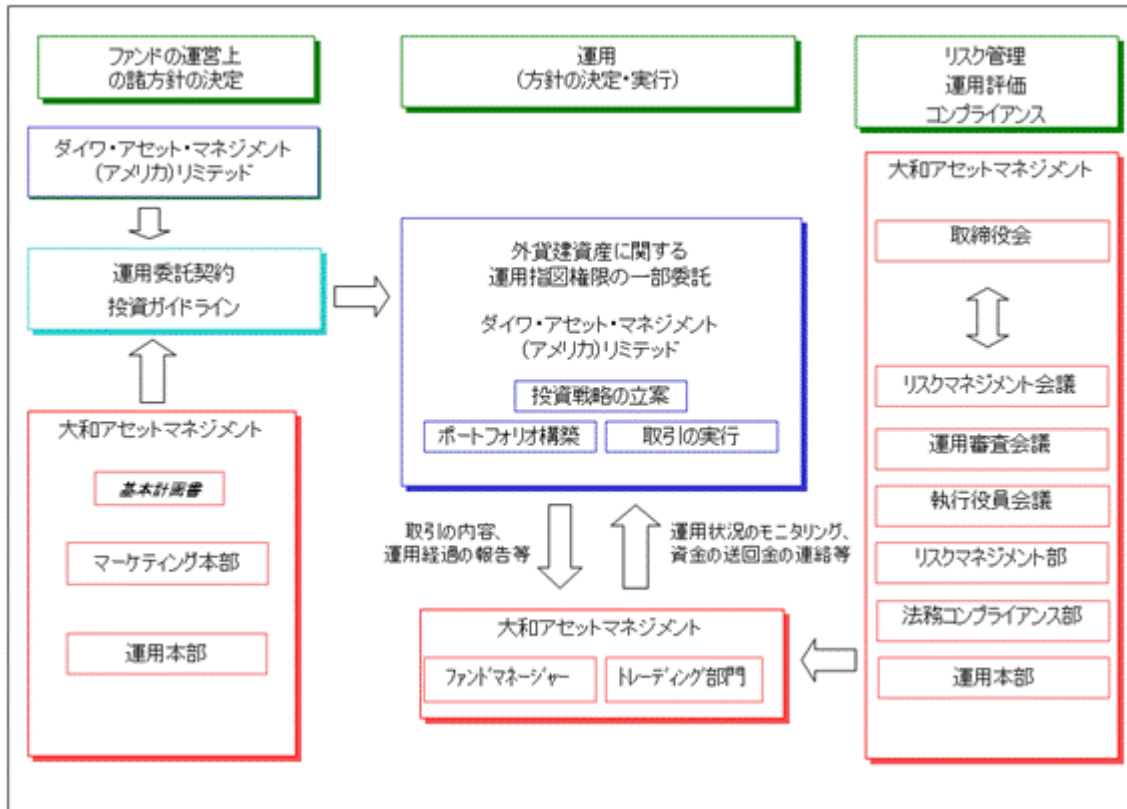 ファンドの運営上
の諸方針の決定
ダイワ・アセット・マネジメント
(アメリカ)リミテッド
運用委託契約
投資ガイドライン
大和アセットマネジメント
基本計画書
マーケティング本部
運用本部
運用
(方針の決定・実行)
外貨建資産に関する
運用指図権限の一部委託
ダイワ・アセット・マネジメント
(アメリカ)リミテッド
投資戦略の立案
ポートフォリオ構築
取引の実行
取引の内容、
運用経過の報告等
運用状況のモニタリング、
資金の送回金の連絡等
大和アセットマネジメント
ファンドマネージャー
トレーディング部門
リスク管理
運用評価
コンプライアンス
大和アセットマネジメント
取締役会
リスクマネジメント会議
運用審査会議
執行役員会議
リスクマネジメント部
法務コンプライアンス部
運用本部